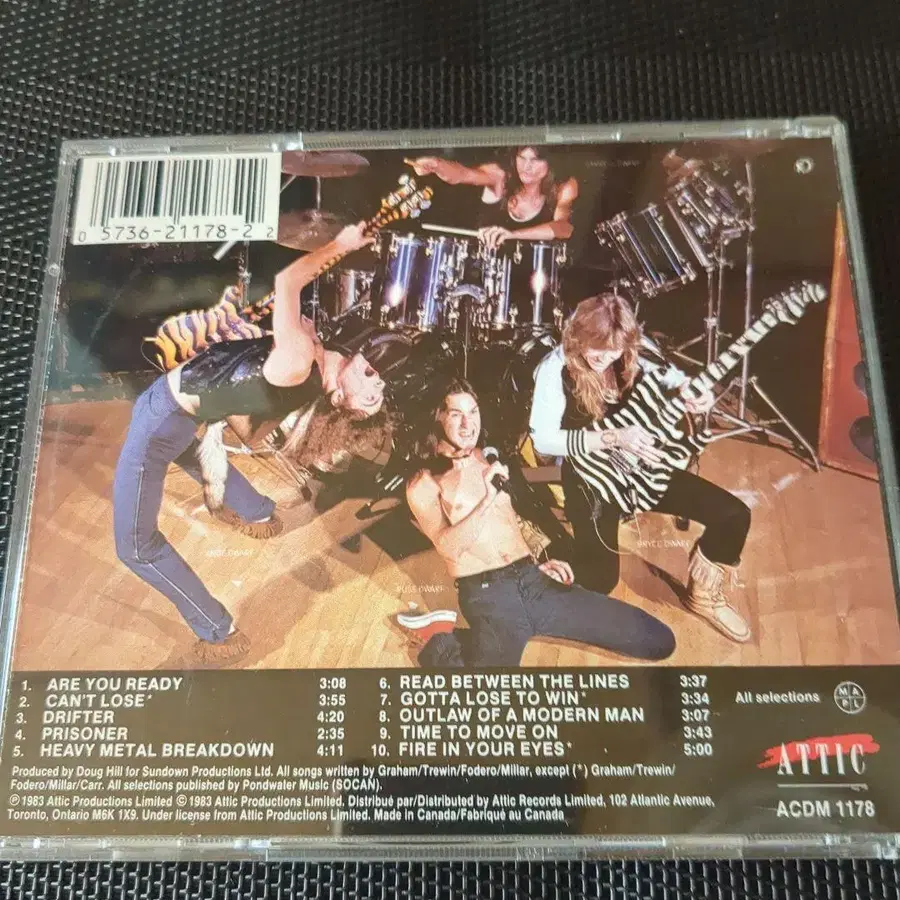 0 5736-21178-2 2
ANGE DWARF
RUSS DWARF
BRYCE DWARF
1. ARE YOU READY 3:08
2. CAN'T LOSE* 3:55
3. DRIFTER 4:20
4. PRISONER 2:35
5. HEAVY METAL BREAKDOWN 4:11
6. READ BETWEEN THE LINES 3:37
7. GOTTA LOSE TO WIN* 3:34
8. OUTLAW OF A MODERN MAN 3:07
9. TIME TO MOVE ON 3:43
10. FIRE IN YOUR EYES* 5:00
All selections
M A P L
Produced by Doug Hill for Sundown Productions Ltd. All songs written by Graham/Trewin/Fodero/Millar, except (*) Graham/Trewin/
Fodero/Millar/Carr. All selections published by Pondwater Music (SOCAN).
℗ 1983 Attic Productions Limited © 1983 Attic Productions Limited. Distribué par/Distributed by Attic Records Limited, 102 Atlantic Avenue,
Toronto, Ontario M6K 1X9. Under license from Attic Productions Limited. Made in Canada/Fabriqué au Canada.
ATTIC
ACDM 1178